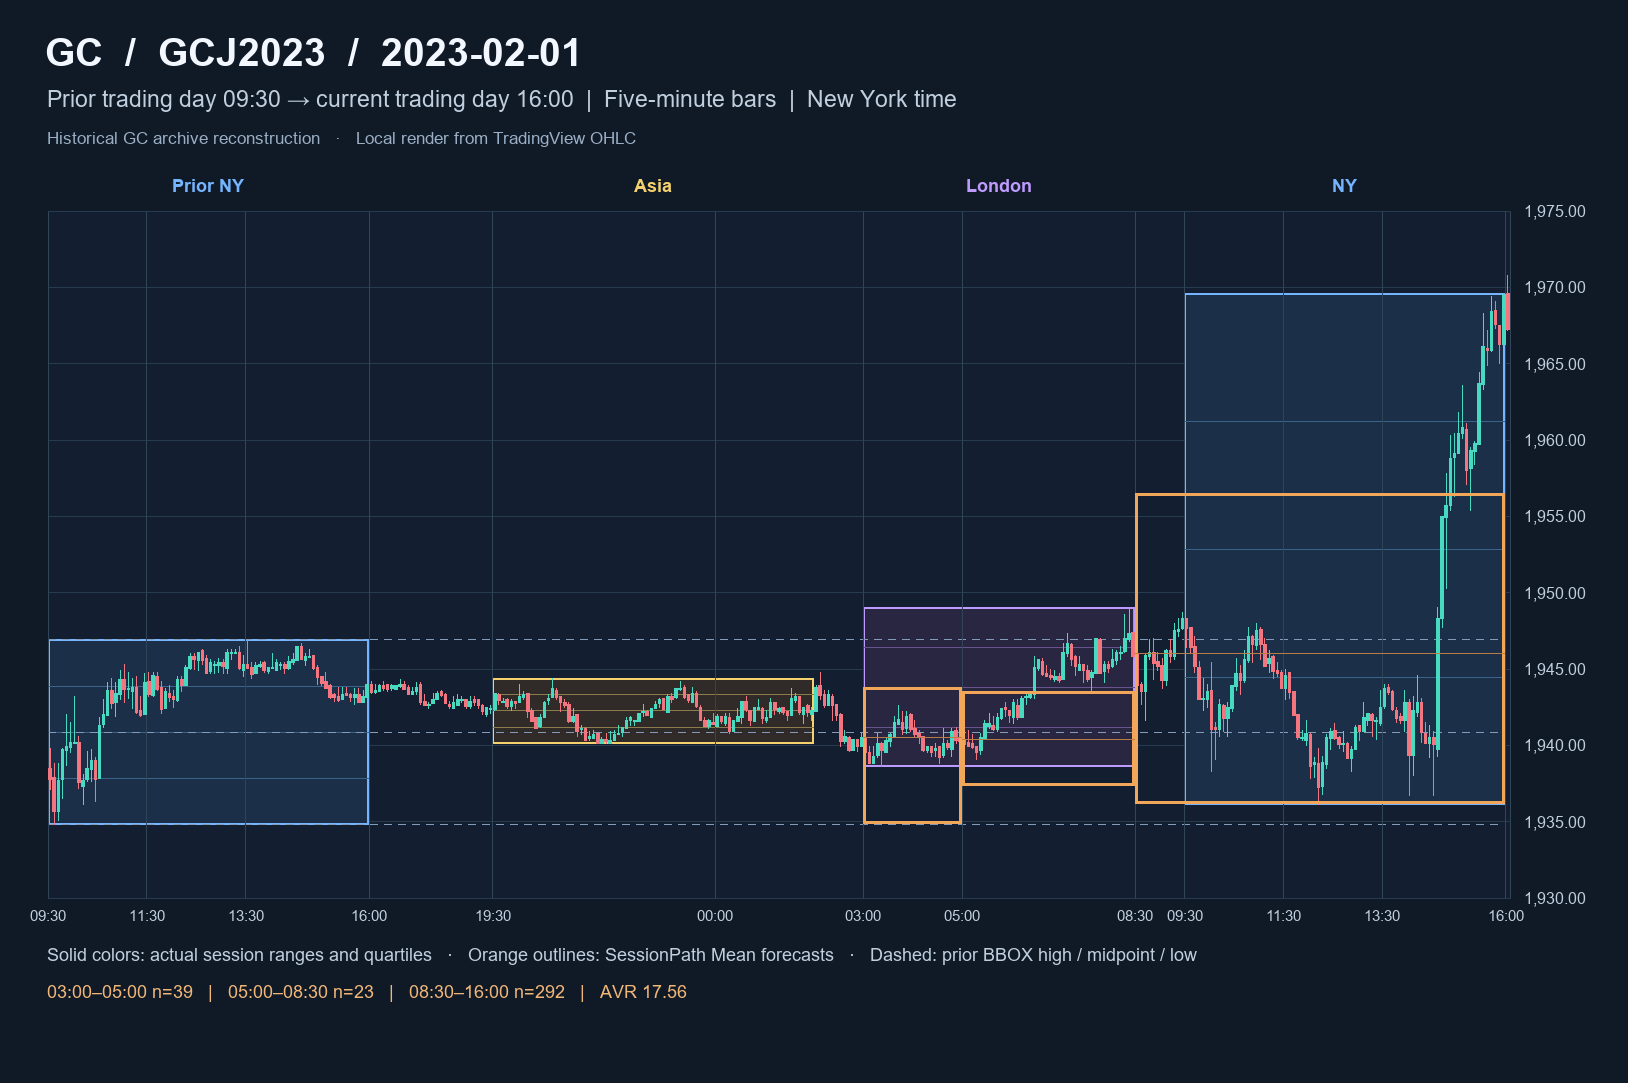 GC / GCJ2023 / 2023-02-01
Prior trading day 09:30 → current trading day 16:00 | Five-minute bars | New York time
Historical GC archive reconstruction · Local render from TradingView OHLC
Prior NY Asia London NY
1,975.00
1,970.00
1,965.00
1,960.00
1,955.00
1,950.00
1,945.00
1,940.00
1,935.00
1,930.00
09:30 11:30 13:30 16:00 19:30 00:00 03:00 05:00 08:30 09:30 11:30 13:30 16:00
Solid colors: actual session ranges and quartiles · Orange outlines: SessionPath Mean forecasts · Dashed: prior BBOX high / midpoint / low
03:00–05:00 n=39 | 05:00–08:30 n=23 | 08:30–16:00 n=292 | AVR 17.56